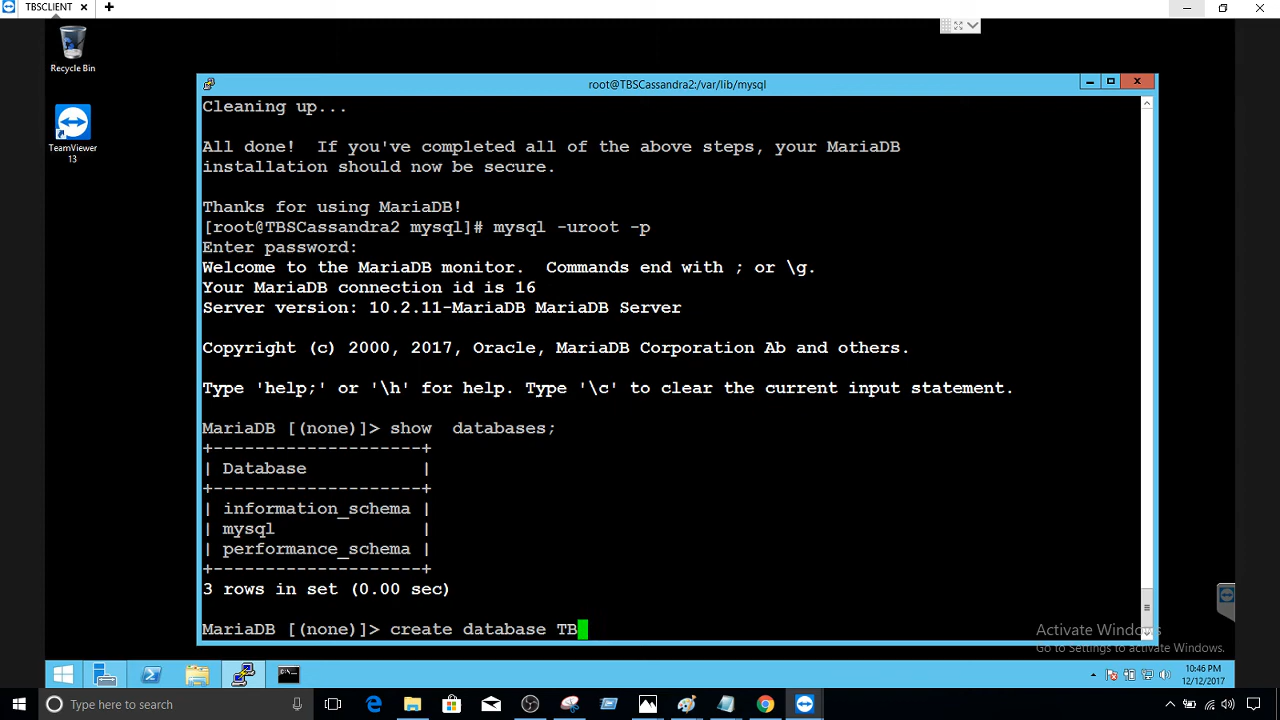 TBSCLIENT
Recycle Bin
TeamViewer
13
root@TBSCassandra2:/var/lib/mysql
Cleaning up...
All done!  If you've completed all of the above steps, your MariaDB
installation should now be secure.
Thanks for using MariaDB!
[root@TBSCassandra2 mysql]# mysql -uroot -p
Enter password:
Welcome to the MariaDB monitor.  Commands end with ; or \g.
Your MariaDB connection id is 16
Server version: 10.2.11-MariaDB MariaDB Server
Copyright (c) 2000, 2017, Oracle, MariaDB Corporation Ab and others.
Type 'help;' or '\h' for help. Type '\c' to clear the current input statement.
MariaDB [(none)]> show  databases;
+--------------------+
| Database           |
+--------------------+
| information_schema |
| mysql              |
| performance_schema |
+--------------------+
3 rows in set (0.00 sec)
MariaDB [(none)]> create database TB
Activate Windows
Go to Settings to activate Windows.
10:46 PM
12/12/2017
Type here to search